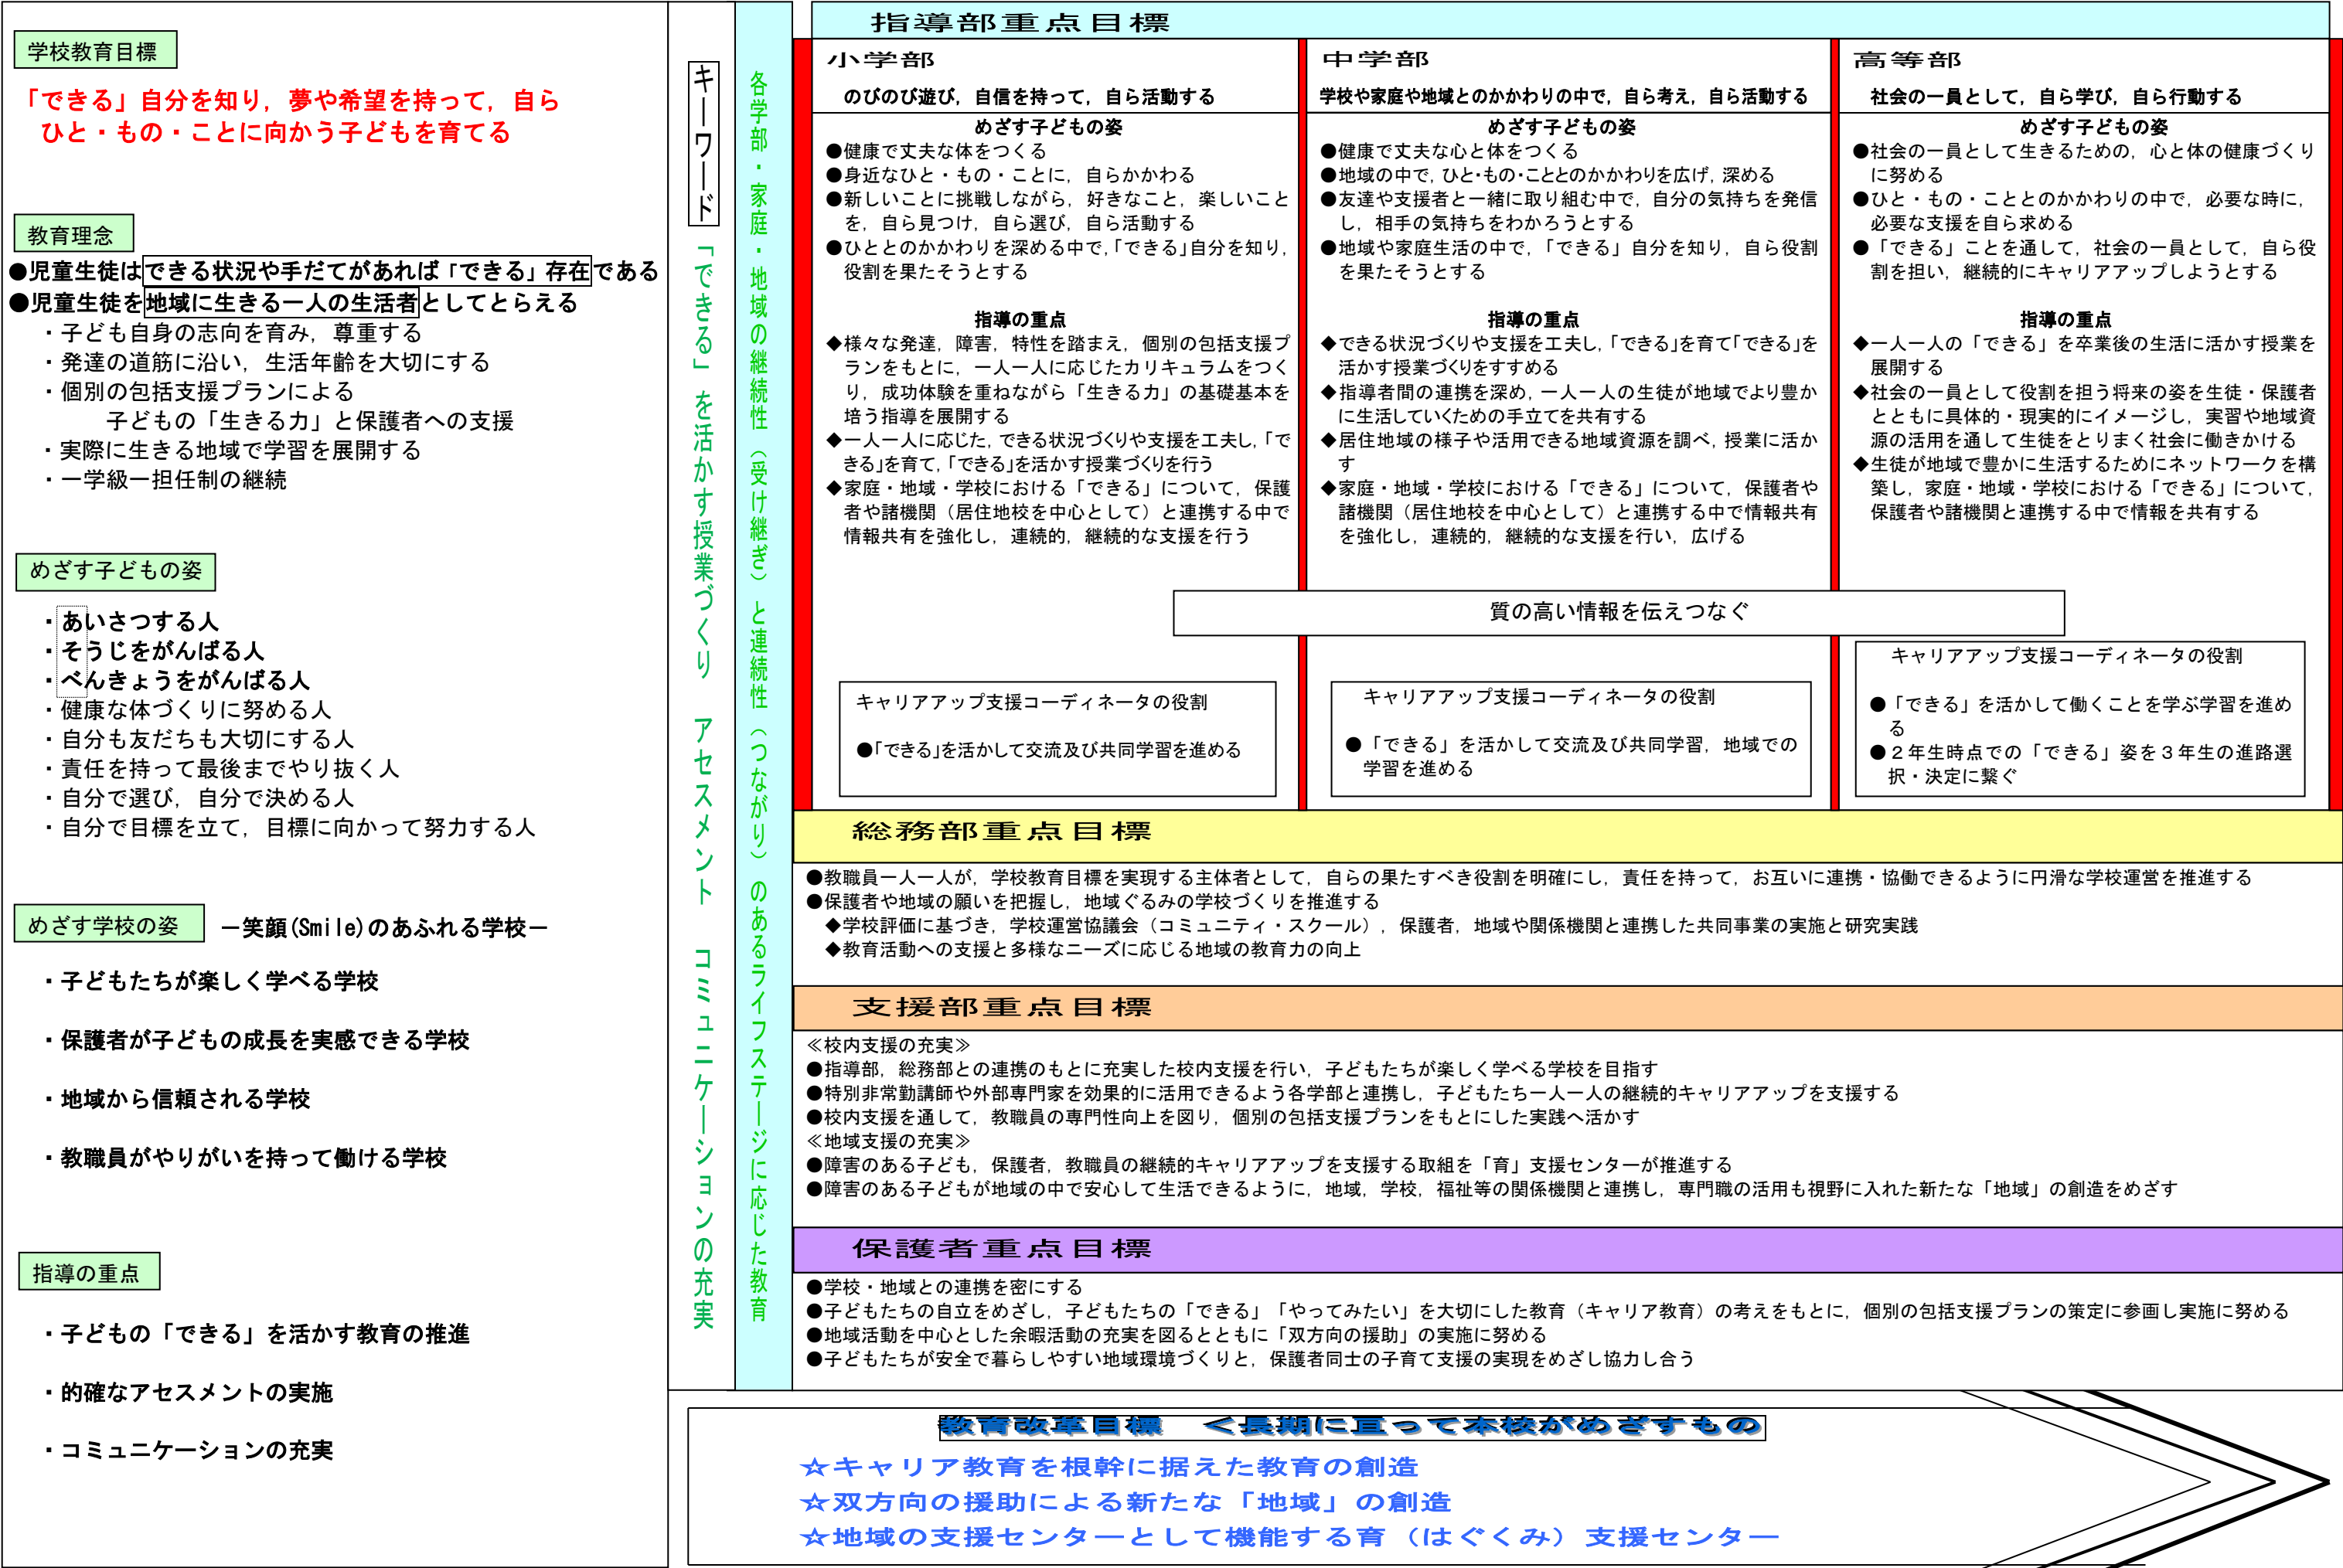 学校教育目標
「できる」自分を知り，夢や希望を持って，自ら
ひと・もの・ことに向かう子どもを育てる
教育理念
●児童生徒はできる状況や手だてがあれば「できる」存在である
●児童生徒を地域に生きる一人の生活者としてとらえる
・子ども自身の志向を育み，尊重する
・発達の道筋に沿い，生活年齢を大切にする
・個別の包括支援プランによる
子どもの「生きる力」と保護者への支援
・実際に生きる地域で学習を展開する
・一学級一担任制の継続
めざす子どもの姿
・あいさつする人
・そうじをがんばる人
・べんきょうをがんばる人
・健康な体づくりに努める人
・自分も友だちも大切にする人
・責任を持って最後までやり抜く人
・自分で選び，自分で決める人
・自分で目標を立て，目標に向かって努力する人
めざす学校の姿 －笑顔(Smile)のあふれる学校－
・子どもたちが楽しく学べる学校
・保護者が子どもの成長を実感できる学校
・地域から信頼される学校
・教職員がやりがいを持って働ける学校
指導の重点
・子どもの「できる」を活かす教育の推進
・的確なアセスメントの実施
・コミュニケーションの充実
キーワード 「できる」を活かす授業づくり アセスメント コミュニケーションの充実
各学部・家庭・地域の継続性（受け継ぎ）と連続性（つながり）のあるライフステージに応じた教育
指導部重点目標
小学部
のびのび遊び，自信を持って，自ら活動する
めざす子どもの姿
●健康で丈夫な体をつくる
●身近なひと・もの・ことに，自らかかわる
●新しいことに挑戦しながら，好きなこと，楽しいこと
を，自ら見つけ，自ら選び，自ら活動する
●ひととのかかわりを深める中で，「できる」自分を知り，
役割を果たそうとする
指導の重点
◆様々な発達，障害，特性を踏まえ，個別の包括支援プ
ランをもとに，一人一人に応じたカリキュラムをつく
り，成功体験を重ねながら「生きる力」の基礎基本を
培う指導を展開する
◆一人一人に応じた，できる状況づくりや支援を工夫し，「で
きる」を育て，「できる」を活かす授業づくりを行う
◆家庭・地域・学校における「できる」について，保護
者や諸機関（居住地校を中心として）と連携する中で
情報共有を強化し，連続的，継続的な支援を行う
中学部
学校や家庭や地域とのかかわりの中で，自ら考え，自ら活動する
めざす子どもの姿
●健康で丈夫な心と体をつくる
●地域の中で，ひと・もの・こととのかかわりを広げ，深める
●友達や支援者と一緒に取り組む中で，自分の気持ちを発信
し，相手の気持ちをわかろうとする
●地域や家庭生活の中で，「できる」自分を知り，自ら役割
を果たそうとする
指導の重点
◆できる状況づくりや支援を工夫し，「できる」を育て「できる」を
活かす授業づくりをすすめる
◆指導者間の連携を深め，一人一人の生徒が地域でより豊か
に生活していくための手立てを共有する
◆居住地域の様子や活用できる地域資源を調べ，授業に活か
す
◆家庭・地域・学校における「できる」について，保護者や
諸機関（居住地校を中心として）と連携する中で情報共有
を強化し，連続的，継続的な支援を行い，広げる
高等部
社会の一員として，自ら学び，自ら行動する
めざす子どもの姿
●社会の一員として生きるための，心と体の健康づくり
に努める
●ひと・もの・こととのかかわりの中で，必要な時に，
必要な支援を自ら求める
●「できる」ことを通して，社会の一員として，自ら役
割を担い，継続的にキャリアアップしようとする
指導の重点
◆一人一人の「できる」を卒業後の生活に活かす授業を
展開する
◆社会の一員として役割を担う将来の姿を生徒・保護者
とともに具体的・現実的にイメージし，実習や地域資
源の活用を通して生徒をとりまく社会に働きかける
◆生徒が地域で豊かに生活するためにネットワークを構
築し，家庭・地域・学校における「できる」について，
保護者や諸機関と連携する中で情報を共有する
質の高い情報を伝えつなぐ
キャリアアップ支援コーディネータの役割
●「できる」を活かして交流及び共同学習を進める
キャリアアップ支援コーディネータの役割
●「できる」を活かして交流及び共同学習，地域での
学習を進める
キャリアアップ支援コーディネータの役割
●「できる」を活かして働くことを学ぶ学習を進め
る
●２年生時点での「できる」姿を３年生の進路選
択・決定に繋ぐ
総務部重点目標
●教職員一人一人が，学校教育目標を実現する主体者として，自らの果たすべき役割を明確にし，責任を持って，お互いに連携・協働できるように円滑な学校運営を推進する
●保護者や地域の願いを把握し，地域ぐるみの学校づくりを推進する
◆学校評価に基づき，学校運営協議会（コミュニティ・スクール），保護者，地域や関係機関と連携した共同事業の実施と研究実践
◆教育活動への支援と多様なニーズに応じる地域の教育力の向上
支援部重点目標
≪校内支援の充実≫
●指導部，総務部との連携のもとに充実した校内支援を行い，子どもたちが楽しく学べる学校を目指す
●特別非常勤講師や外部専門家を効果的に活用できるよう各学部と連携し，子どもたち一人一人の継続的キャリアアップを支援する
●校内支援を通して，教職員の専門性向上を図り，個別の包括支援プランをもとにした実践へ活かす
≪地域支援の充実≫
●障害のある子ども，保護者，教職員の継続的キャリアアップを支援する取組を「育」支援センターが推進する
●障害のある子どもが地域の中で安心して生活できるように，地域，学校，福祉等の関係機関と連携し，専門職の活用も視野に入れた新たな「地域」の創造をめざす
保護者重点目標
●学校・地域との連携を密にする
●子どもたちの自立をめざし，子どもたちの「できる」「やってみたい」を大切にした教育（キャリア教育）の考えをもとに，個別の包括支援プランの策定に参画し実施に努める
●地域活動を中心とした余暇活動の充実を図るとともに「双方向の援助」の実施に努める
●子どもたちが安全で暮らしやすい地域環境づくりと，保護者同士の子育て支援の実現をめざし協力し合う
教育改革目標 ＜長期に亘って本校がめざすもの
☆キャリア教育を根幹に据えた教育の創造
☆双方向の援助による新たな「地域」の創造
☆地域の支援センターとして機能する育（はぐくみ）支援センター